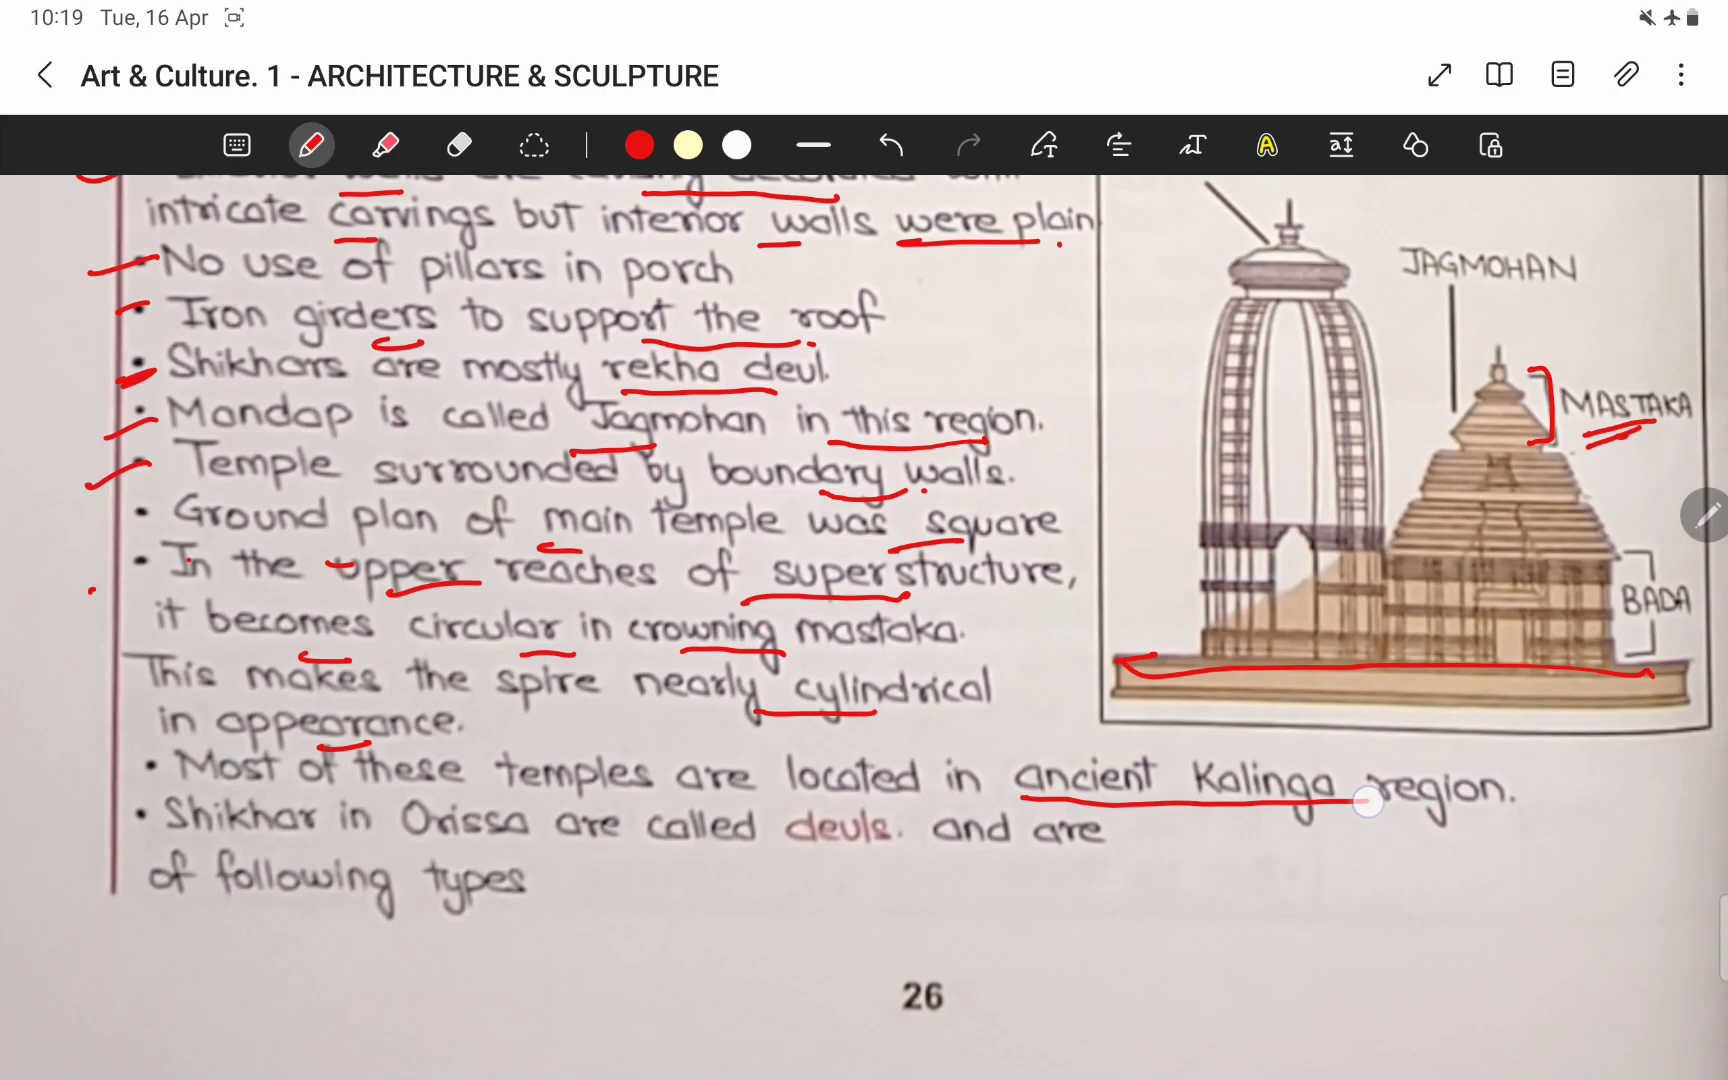 10:19 Tue, 16 Apr
Art & Culture. 1 - ARCHITECTURE & SCULPTURE
intricate carvings but interior walls were plain.
• No use of pillars in porch
• Iron girders to support the roof
• Shikhars are mostly rekha deul.
• Mandap is called Jagmohan in this region.
• Temple surrounded by boundary walls.
• Ground plan of main temple was square
• In the upper reaches of superstructure,
it becomes circular in crowning mastaka.
This makes the spire nearly cylindrical
in appearance.
• Most of these temples are located in ancient Kalinga region.
• Shikhar in Orissa are called deuls. and are
of following types
JAGMOHAN
MASTAKA
BADA
26